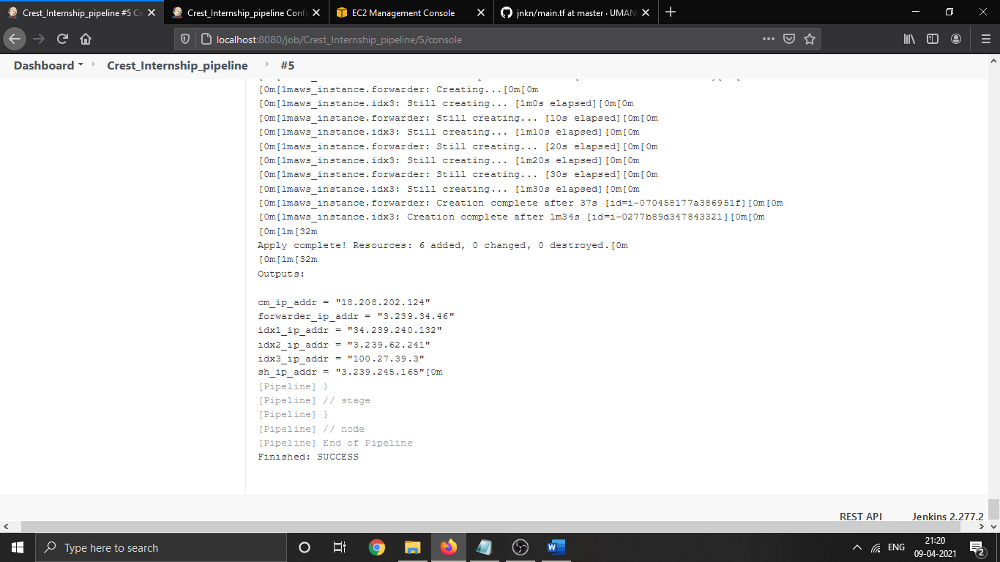 Crest_Internship_pipeline #5 Co
Crest_Internship_pipeline Confi
EC2 Management Console
jnkn/main.tf at master · UMAN
localhost:8080/job/Crest_Internship_pipeline/5/console
Dashboard
Crest_Internship_pipeline
#5
[0m[1maws_instance.forwarder: Creating...[0m[0m
[0m[1maws_instance.idx3: Still creating... [1m0s elapsed][0m[0m
[0m[1maws_instance.forwarder: Still creating... [10s elapsed][0m[0m
[0m[1maws_instance.idx3: Still creating... [1m10s elapsed][0m[0m
[0m[1maws_instance.forwarder: Still creating... [20s elapsed][0m[0m
[0m[1maws_instance.idx3: Still creating... [1m20s elapsed][0m[0m
[0m[1maws_instance.forwarder: Still creating... [30s elapsed][0m[0m
[0m[1maws_instance.idx3: Still creating... [1m30s elapsed][0m[0m
[0m[1maws_instance.forwarder: Creation complete after 37s [id=i-070458177a386951f][0m[0m
[0m[1maws_instance.idx3: Creation complete after 1m34s [id=i-0277b89d347843321][0m[0m
[0m[1m[32m
Apply complete! Resources: 6 added, 0 changed, 0 destroyed.[0m
[0m[1m[32m
Outputs:
cm_ip_addr = "18.208.202.124"
forwarder_ip_addr = "3.239.34.46"
idx1_ip_addr = "34.239.240.132"
idx2_ip_addr = "3.239.62.241"
idx3_ip_addr = "100.27.39.3"
sh_ip_addr = "3.239.245.165"[0m
[Pipeline] }
[Pipeline] // stage
[Pipeline] }
[Pipeline] // node
[Pipeline] End of Pipeline
Finished: SUCCESS
REST API
Jenkins 2.277.2
Type here to search
ENG
21:20
09-04-2021
2